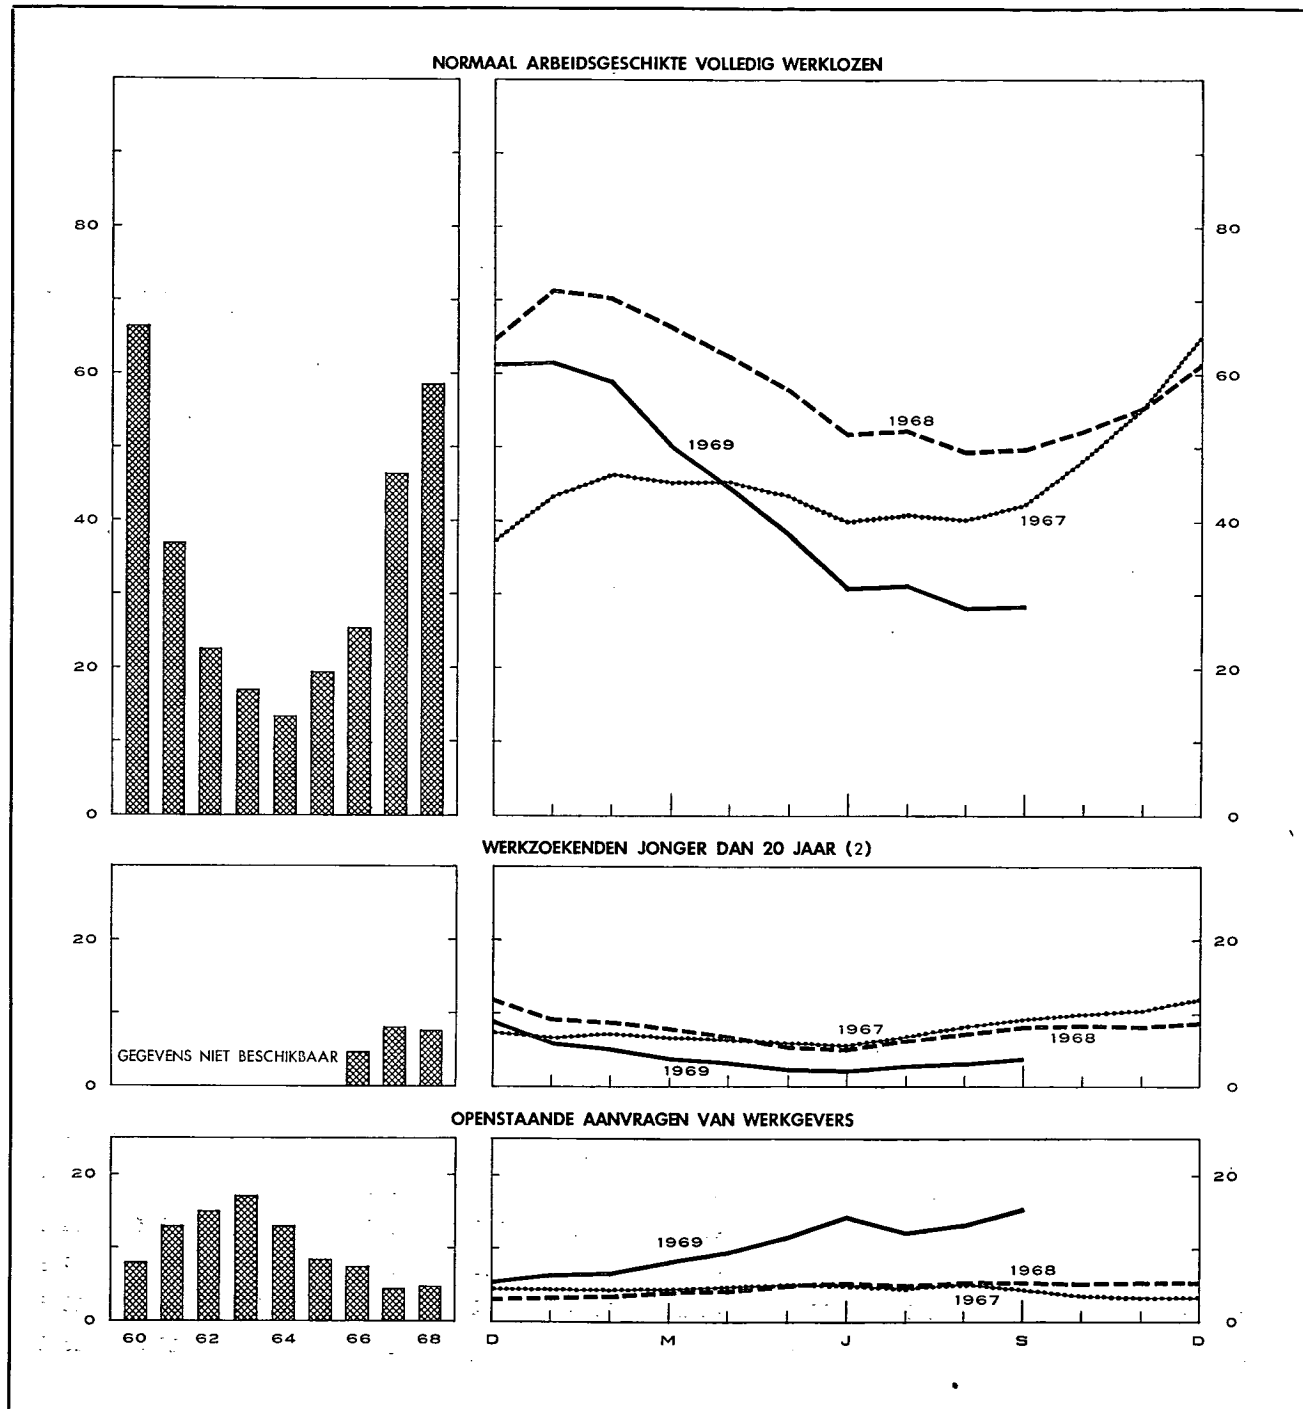 NORMAAL ARBEIDSGESCHIKTE VOLLEDIG WERKLOZEN
80 80
60 60
1968
1969
40 1967 40
20 20
0 0
WERKZOEKENDEN JONGER DAN 20 JAAR (2)
20 20
1967
1968
GEGEVENS NIET BESCHIKBAAR
1969
0 0
OPENSTAANDE AANVRAGEN VAN WERKGEVERS
20 20
1969
1968
1967
0 0
60 62 64 66 68 D M J S D